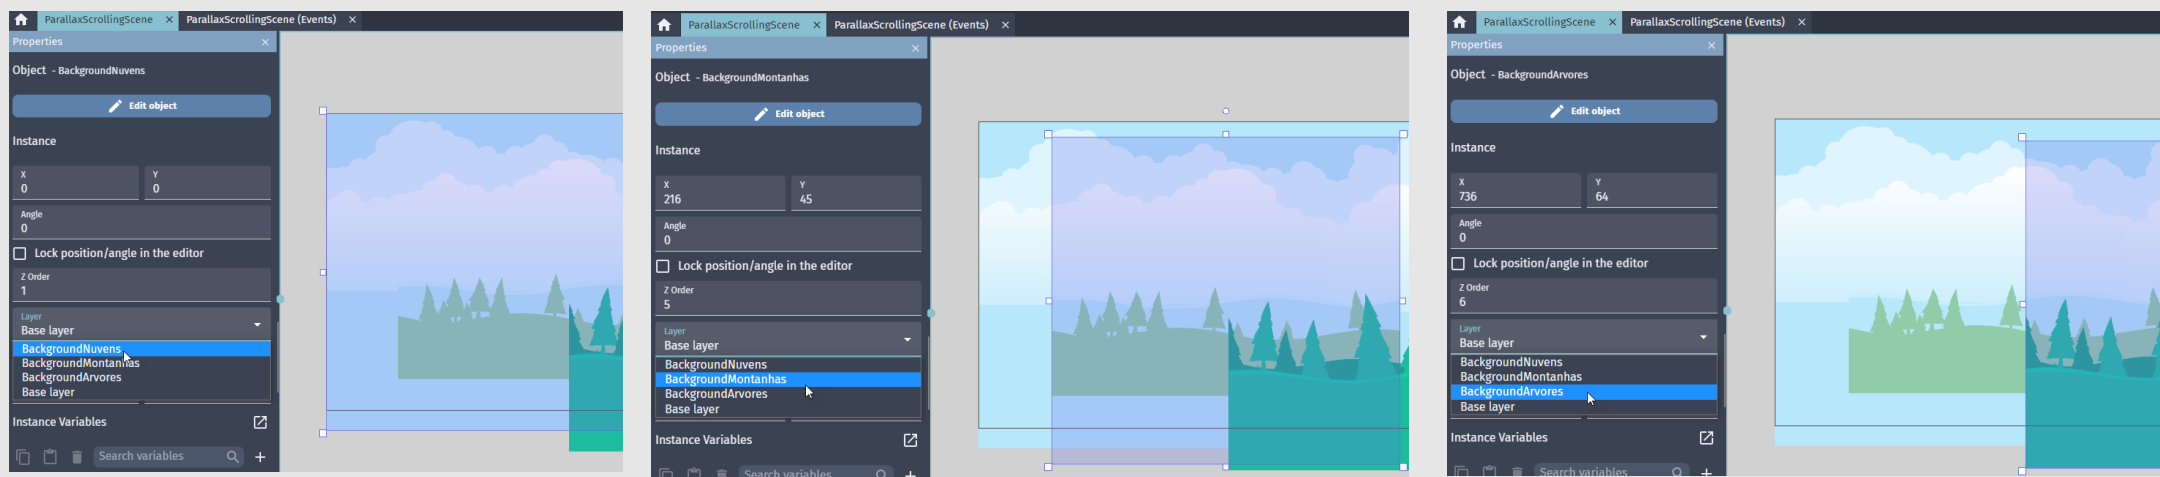 ParallaxScrollingScene × ParallaxScrollingScene (Events) ×
Properties ×
Object - BackgroundNuvens
Edit object
Instance
X
0
Y
0
Angle
0
Lock position/angle in the editor
Z Order
1
Layer
Base layer
BackgroundNuvens
BackgroundMontanhas
BackgroundArvores
Base layer
Instance Variables
Search variables
ParallaxScrollingScene × ParallaxScrollingScene (Events) ×
Properties ×
Object - BackgroundMontanhas
Edit object
Instance
X
216
Y
45
Angle
0
Lock position/angle in the editor
Z Order
5
Layer
Base layer
BackgroundNuvens
BackgroundMontanhas
BackgroundArvores
Base layer
Instance Variables
Search variables
ParallaxScrollingScene × ParallaxScrollingScene (Events) ×
Properties ×
Object - BackgroundArvores
Edit object
Instance
X
736
Y
64
Angle
0
Lock position/angle in the editor
Z Order
6
Layer
Base layer
BackgroundNuvens
BackgroundMontanhas
BackgroundArvores
Base layer
Instance Variables
Search variables